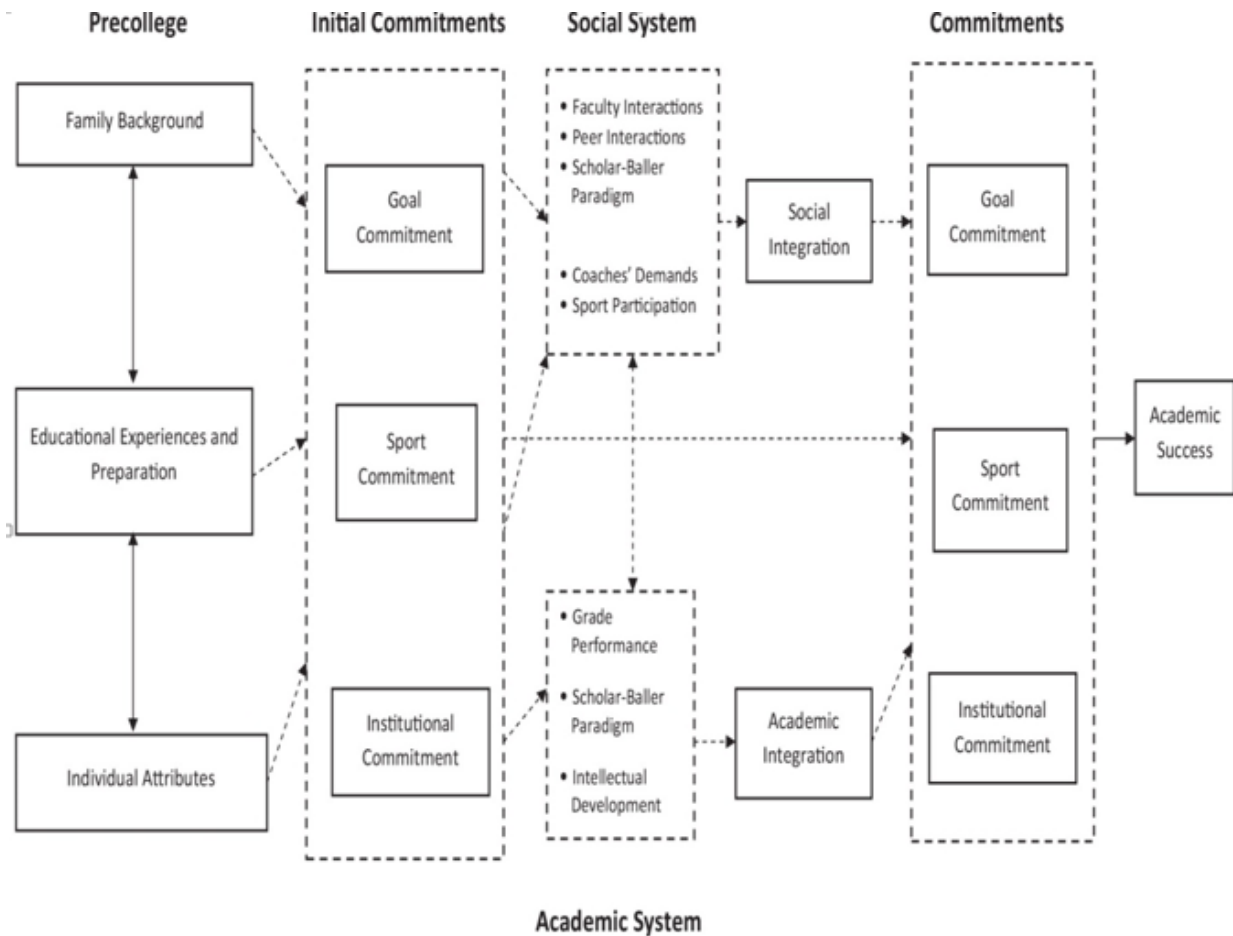 Precollege
Initial Commitments
Social System
Commitments
Family Background
Educational Experiences and
Preparation
Individual Attributes
Goal
Commitment
Sport
Commitment
Institutional
Commitment
• Faculty Interactions
• Peer Interactions
• Scholar-Baller
Paradigm
• Coaches' Demands
• Sport Participation
• Grade
Performance
• Scholar-Baller
Paradigm
• Intellectual
Development
Social
Integration
Academic
Integration
Goal
Commitment
Sport
Commitment
Institutional
Commitment
Academic
Success
Academic System